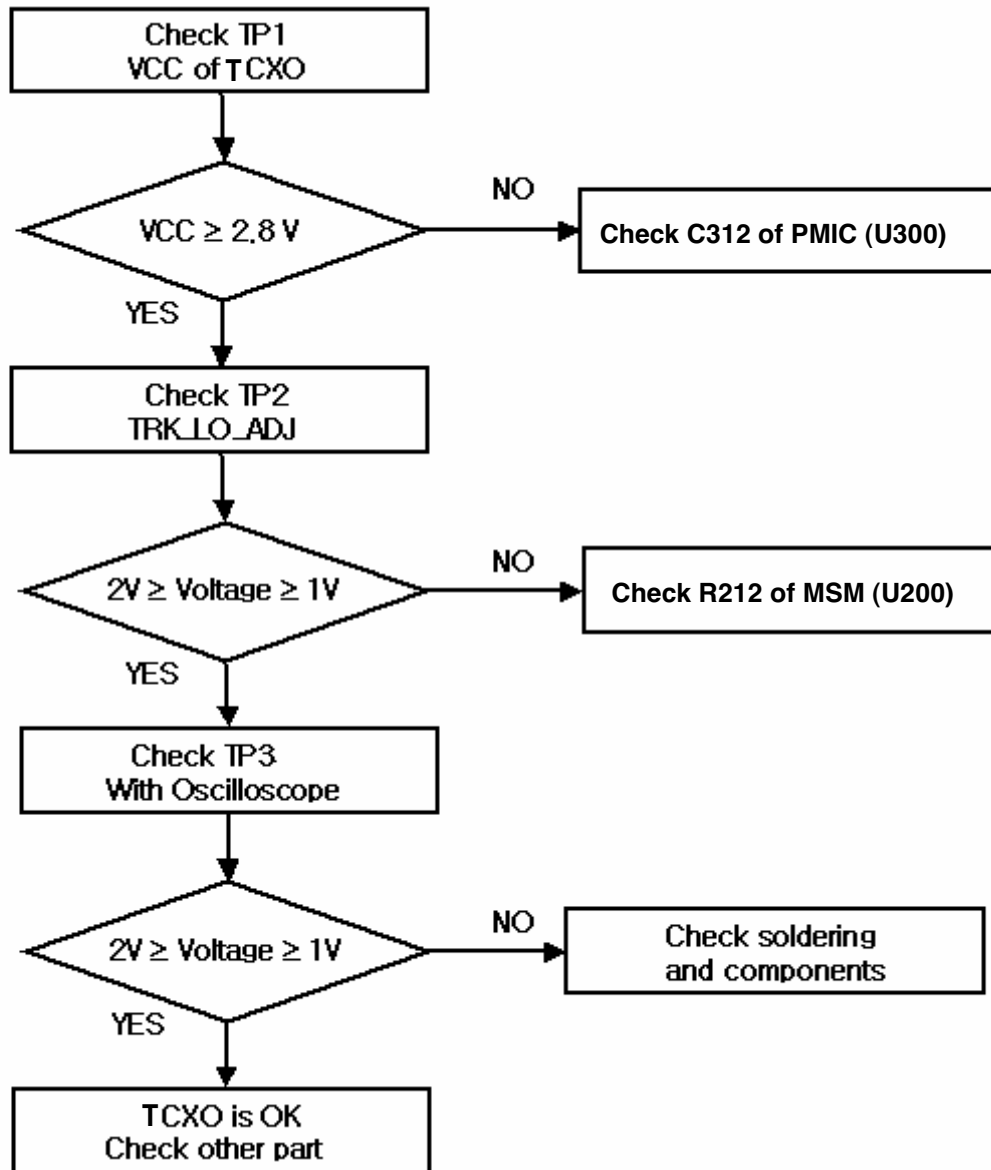 Check TP1
VCC of TCXO
NO
VCC ≥ 2.8 V
Check C312 of PMIC (U300)
YES
Check TP2
TRK_LO_ADJ
NO
2V ≥ Voltage ≥ 1V
Check R212 of MSM (U200)
YES
Check TP3
With Oscilloscope
NO
2V ≥ Voltage ≥ 1V
Check soldering
and components
YES
TCXO is OK
Check other part